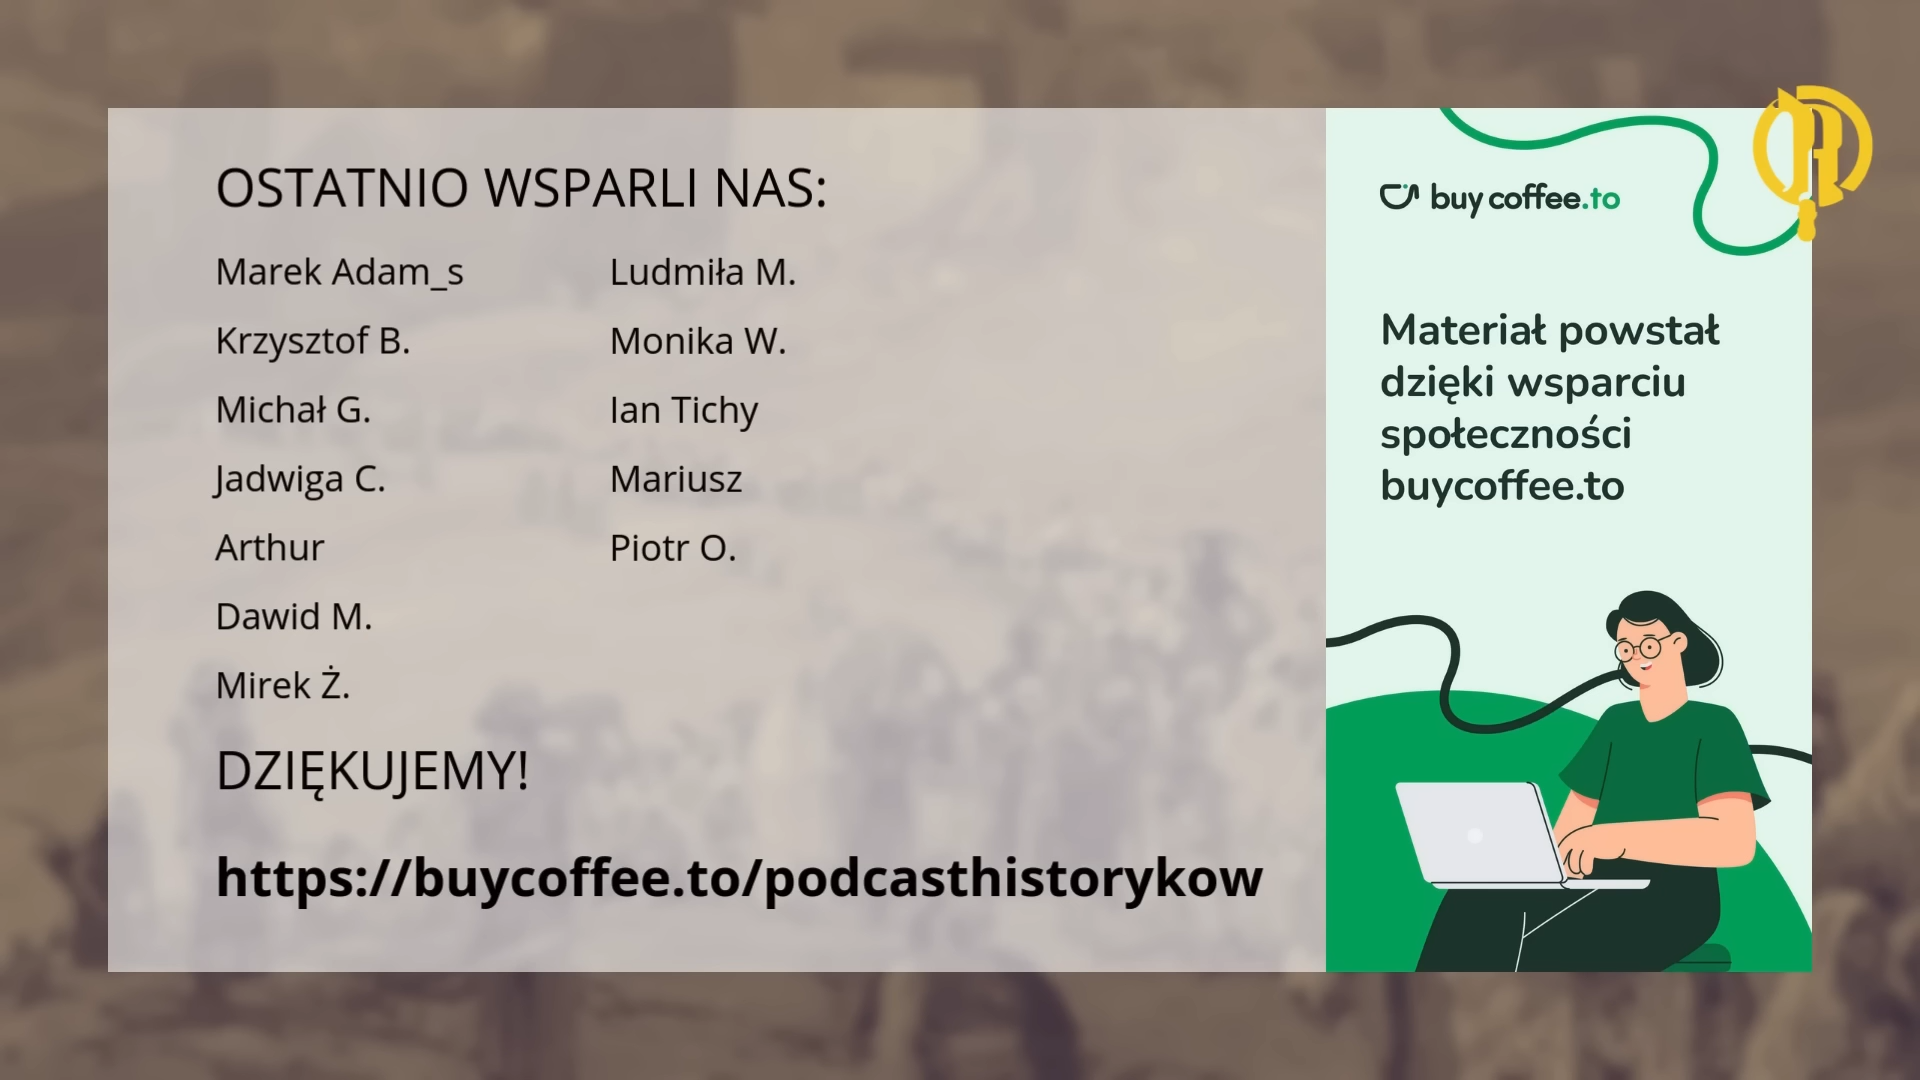 OSTATNIO WSPARLI NAS:
Marek Adam_s
Krzysztof B.
Michał G.
Jadwiga C.
Arthur
Dawid M.
Mirek Ż.
Ludmiła M.
Monika W.
Ian Tichy
Mariusz
Piotr O.
DZIĘKUJEMY!
https://buycoffee.to/podcasthistorykow
buy coffee.to
Materiał powstał
dzięki wsparciu
społeczności
buycoffee.to